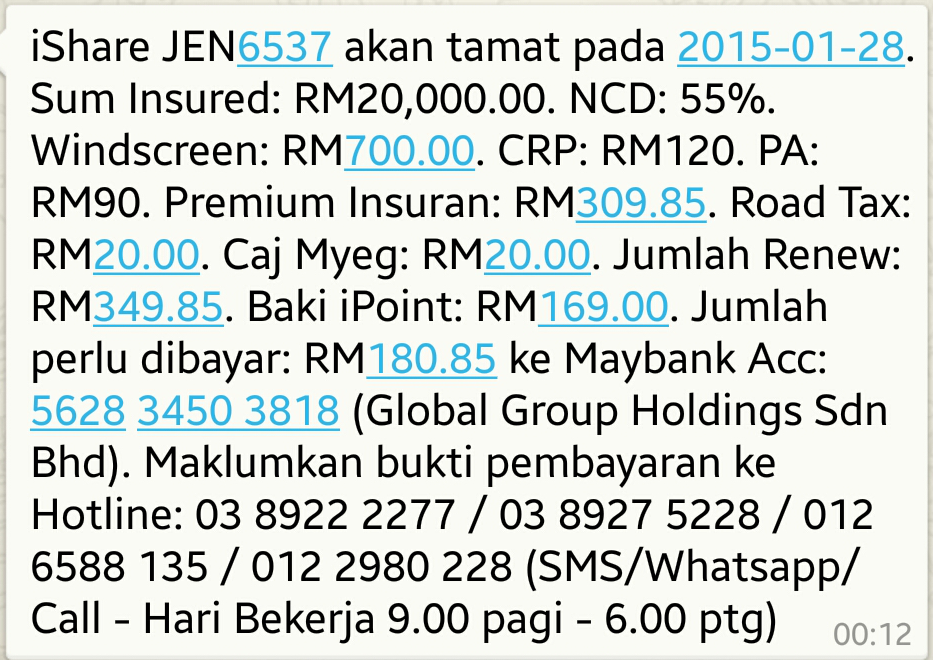 iShare JEN6537 akan tamat pada 2015-01-28.
Sum Insured: RM20,000.00. NCD: 55%.
Windscreen: RM700.00. CRP: RM120. PA:
RM90. Premium Insuran: RM309.85. Road Tax:
RM20.00. Caj Myeg: RM20.00. Jumlah Renew:
RM349.85. Baki iPoint: RM169.00. Jumlah
perlu dibayar: RM180.85 ke Maybank Acc:
5628 3450 3818 (Global Group Holdings Sdn
Bhd). Maklumkan bukti pembayaran ke
Hotline: 03 8922 2277 / 03 8927 5228 / 012
6588 135 / 012 2980 228 (SMS/Whatsapp/
Call - Hari Bekerja 9.00 pagi - 6.00 ptg)
00:12